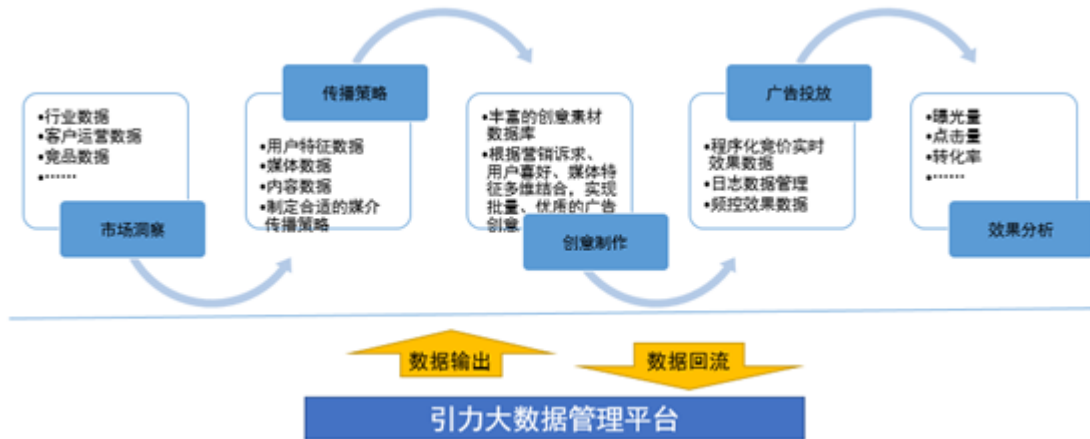 •行业数据
•客户运营数据
•竞品数据
•……
市场洞察
传播策略
•用户特征数据
•媒体数据
•内容数据
•制定合适的媒介
传播策略
•丰富的创意素材
数据库
•根据营销诉求、
用户喜好、媒体特
征多维结合，实现
批量、优质的广告
创意
创意制作
广告投放
•程序化竞价实时
效果数据
•日志数据管理
•频控效果数据
•曝光量
•点击量
•转化率
•……
效果分析
数据输出
数据回流
引力大数据管理平台